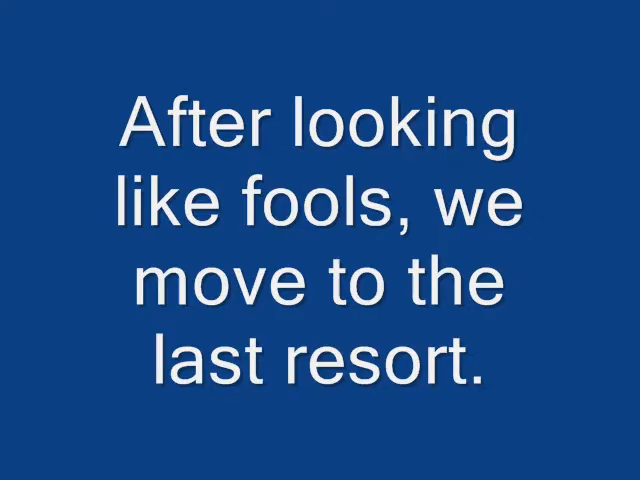 After looking
like fools, we
move to the
last resort.